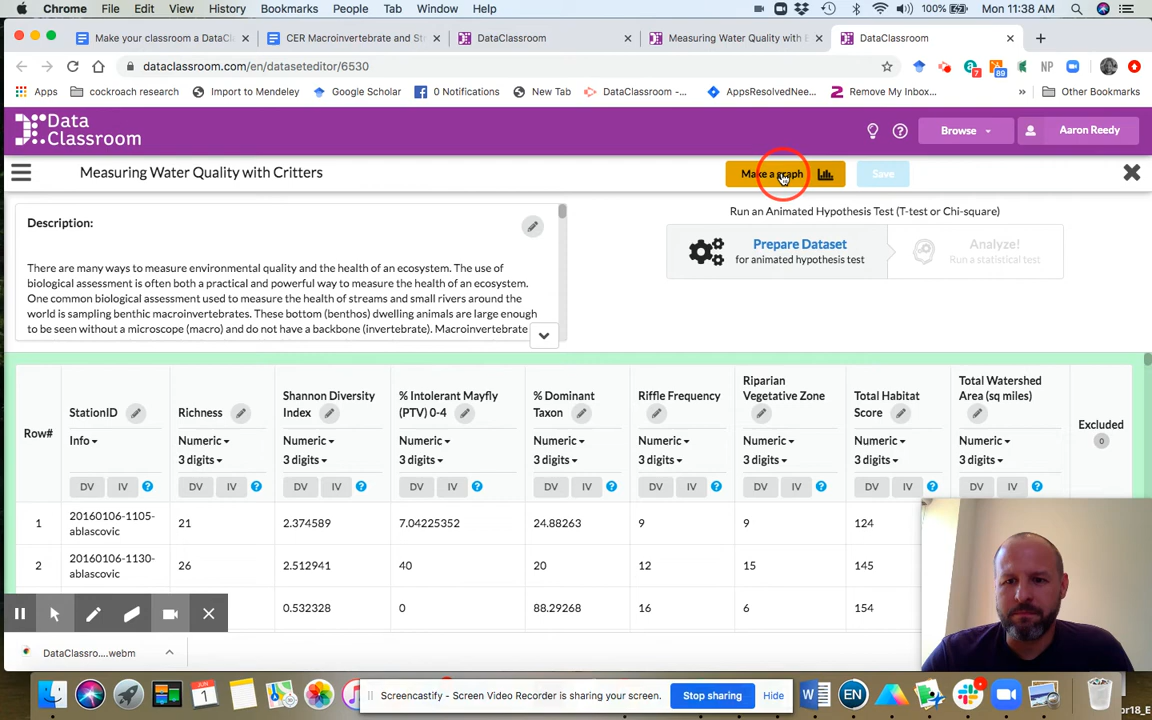 Chrome File Edit View History Bookmarks People Tab Window Help 100% Mon 11:38 AM
Make your classroom a DataCl × CER Macroinvertebrate and Str × DataClassroom × Measuring Water Quality with B × DataClassroom × +
dataclassroom.com/en/dataseteditor/6530 7 89 NP
Apps cockroach research Import to Mendeley Google Scholar 0 Notifications New Tab DataClassroom -... AppsResolvedNee... Remove My Inbox... » Other Bookmarks
Data
Classroom
Browse Aaron Reedy
Measuring Water Quality with Critters Make a graph Save
Run an Animated Hypothesis Test (T-test or Chi-square)
Description:
Prepare Dataset
for animated hypothesis test
Analyze!
Run a statistical test
There are many ways to measure environmental quality and the health of an ecosystem. The use of
biological assessment is often both a practical and powerful way to measure the health of an ecosystem.
One common biological assessment used to measure the health of streams and small rivers around the
world is sampling benthic macroinvertebrates. These bottom (benthos) dwelling animals are large enough
to be seen without a microscope (macro) and do not have a backbone (invertebrate). Macroinvertebrate
Row# StationID Richness Shannon Diversity Index % Intolerant Mayfly (PTV) 0-4 % Dominant Taxon Riffle Frequency Riparian Vegetative Zone Total Habitat Score Total Watershed Area (sq miles) Excluded
0
Info Numeric Numeric Numeric Numeric Numeric Numeric Numeric Numeric
3 digits 3 digits 3 digits 3 digits 3 digits 3 digits 3 digits 3 digits
DV IV ? DV IV ? DV IV ? DV IV ? DV IV ? DV IV ? DV IV ? DV IV ? DV IV ?
1 20160106-1105-ablascovic 21 2.374589 7.04225352 24.88263 9 9 124
2 20160106-1130-ablascovic 26 2.512941 40 20 12 15 145
0.532328 0 88.29268 16 6 154
DataClassro....webm
Screencastify - Screen Video Recorder is sharing your screen. Stop sharing Hide